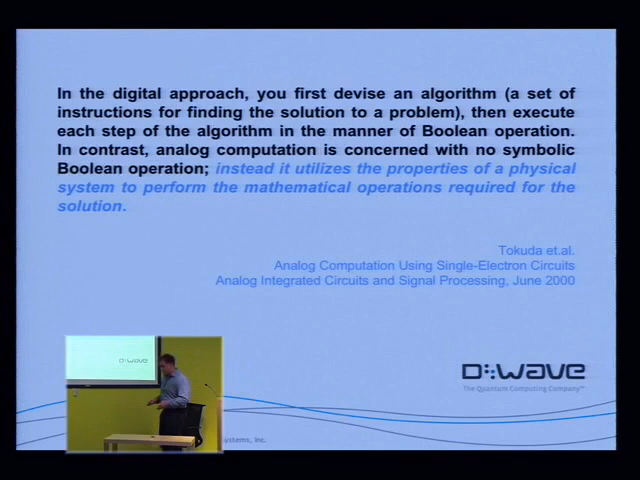 In the digital approach, you first devise an algorithm (a set of
instructions for finding the solution to a problem), then execute
each step of the algorithm in the manner of Boolean operation.
In contrast, analog computation is concerned with no symbolic
Boolean operation; instead it utilizes the properties of a physical
system to perform the mathematical operations required for the
solution.
Tokuda et.al.
Analog Computation Using Single-Electron Circuits
Analog Integrated Circuits and Signal Processing, June 2000
D:wave
D:wave
The Quantum Computing Company™
ystems, Inc.